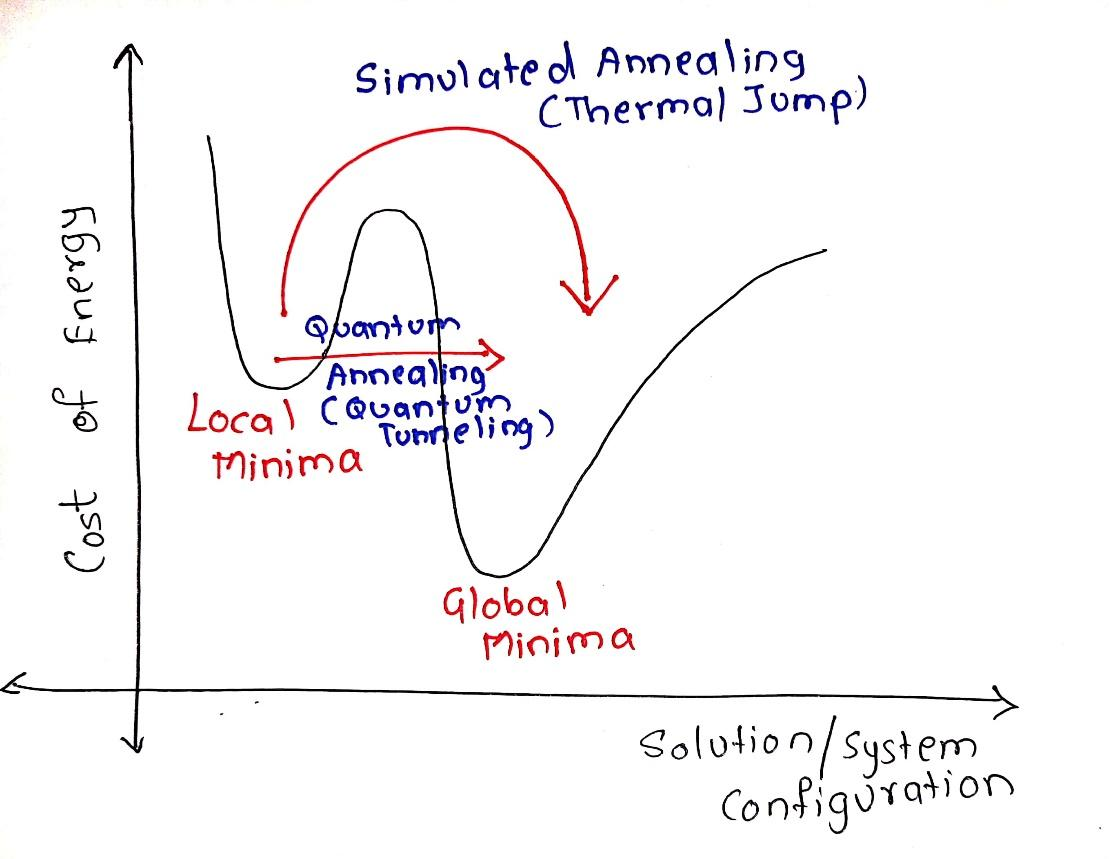 Simulated Annealing
(Thermal Jump)
Cost of Energy
Quantum
Annealing
(Quantum
Tunneling)
Local
Minima
Global
Minima
Solution/System
Configuration